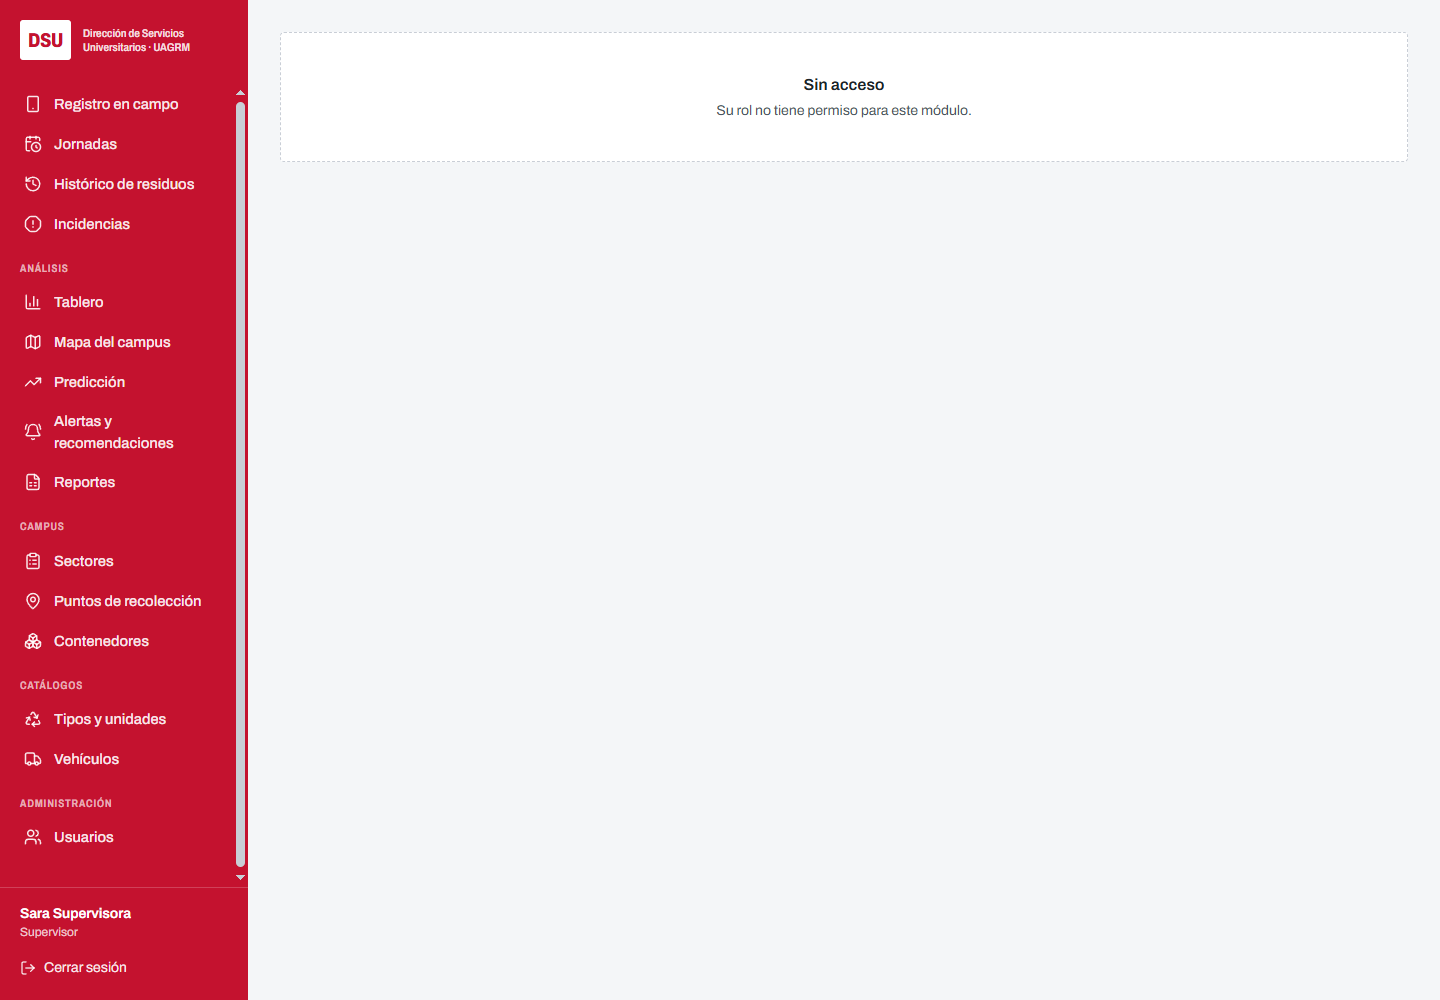 DSU
Dirección de Servicios
Universitarios · UAGRM
Registro en campo
Jornadas
Histórico de residuos
Incidencias
ANÁLISIS
Tablero
Mapa del campus
Predicción
Alertas y
recomendaciones
Reportes
CAMPUS
Sectores
Puntos de recolección
Contenedores
CATÁLOGOS
Tipos y unidades
Vehículos
ADMINISTRACIÓN
Usuarios
Sara Supervisora
Supervisor
Cerrar sesión
Sin acceso
Su rol no tiene permiso para este módulo.